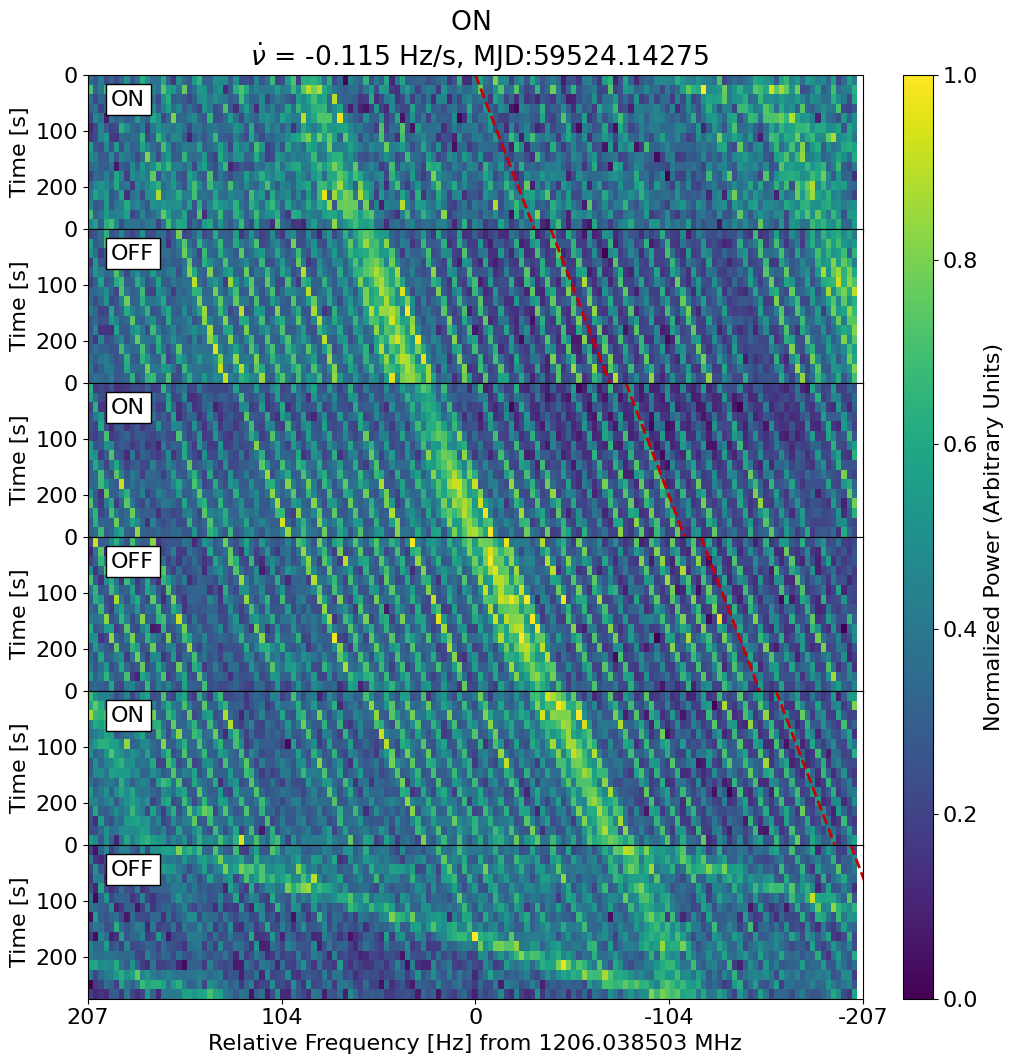 ON
ν̇ = -0.115 Hz/s, MJD:59524.14275
0
ON
100
Time [s]
200
0
OFF
100
Time [s]
200
0
ON
100
Time [s]
200
0
OFF
100
Time [s]
200
0
ON
100
Time [s]
200
0
OFF
100
Time [s]
200
207 104 0 -104 -207
Relative Frequency [Hz] from 1206.038503 MHz
1.0
0.8
0.6
0.4
0.2
0.0
Normalized Power (Arbitrary Units)